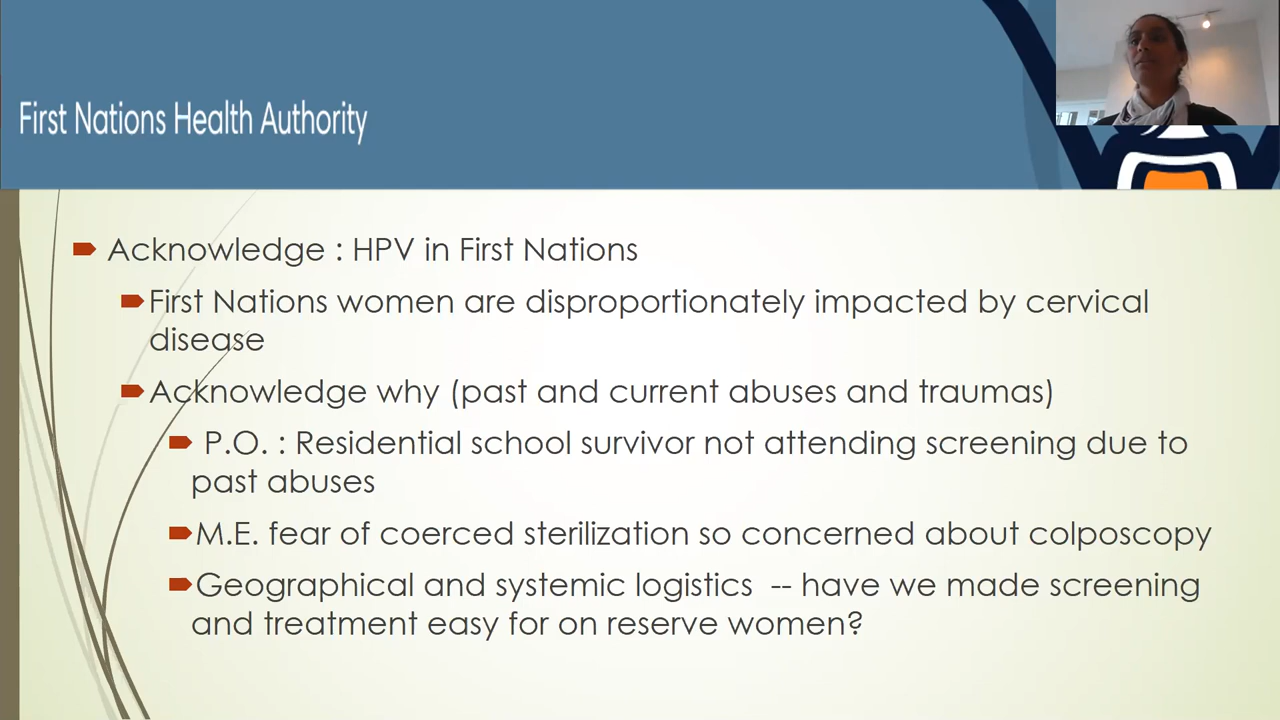 First Nations Health Authority
Acknowledge : HPV in First Nations
First Nations women are disproportionately impacted by cervical
disease
Acknowledge why (past and current abuses and traumas)
P.O. : Residential school survivor not attending screening due to
past abuses
M.E. fear of coerced sterilization so concerned about colposcopy
Geographical and systemic logistics -- have we made screening
and treatment easy for on reserve women?